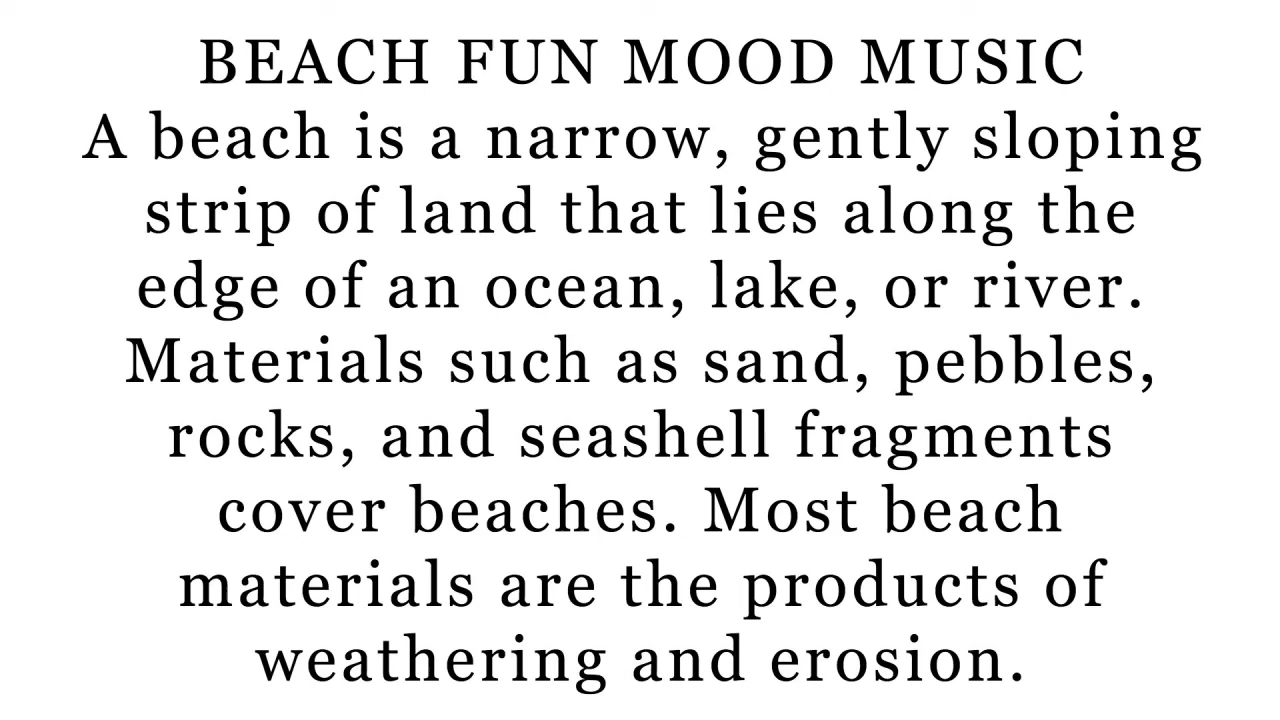 BEACH FUN MOOD MUSIC
A beach is a narrow, gently sloping
strip of land that lies along the
edge of an ocean, lake, or river.
Materials such as sand, pebbles,
rocks, and seashell fragments
cover beaches. Most beach
materials are the products of
weathering and erosion.